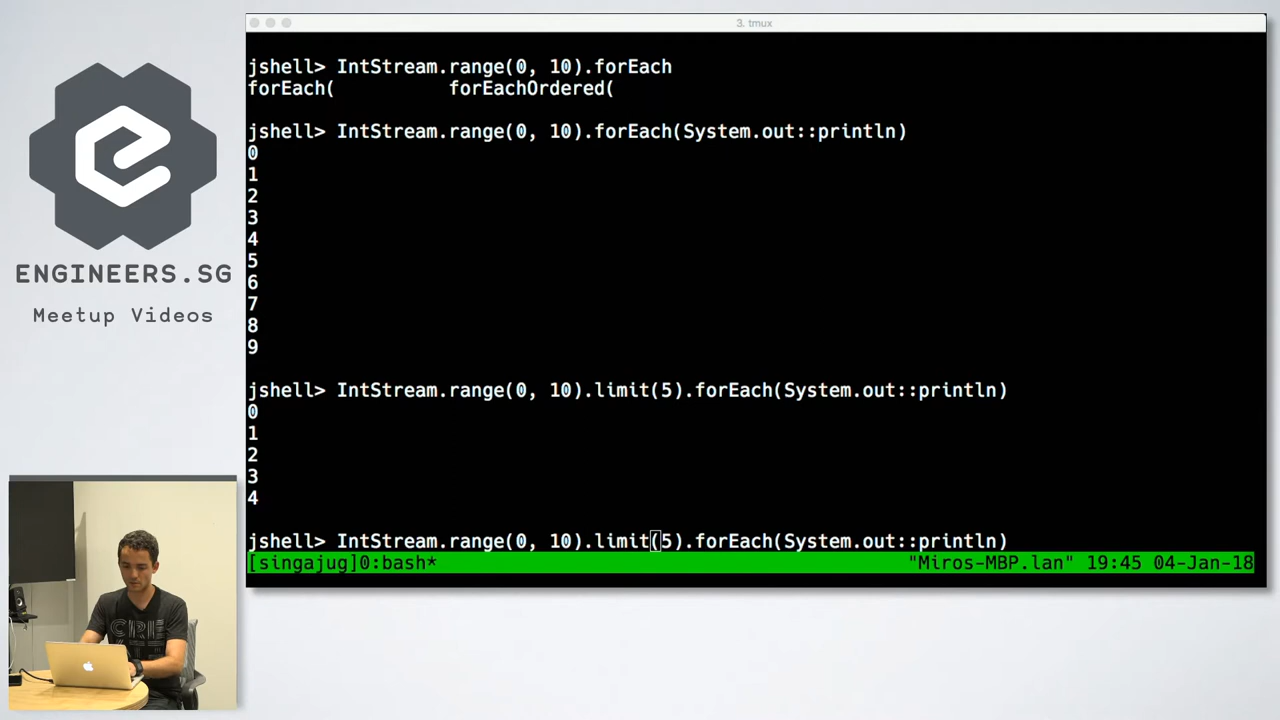 3. tmux
jshell> IntStream.range(0, 10).forEach
forEach(          forEachOrdered(
jshell> IntStream.range(0, 10).forEach(System.out::println)
0
1
2
3
4
5
6
7
8
9
jshell> IntStream.range(0, 10).limit(5).forEach(System.out::println)
0
1
2
3
4
jshell> IntStream.range(0, 10).limit(5).forEach(System.out::println)
[singajug]0:bash* "Miros-MBP.lan" 19:45 04-Jan-18
ENGINEERS.SG
Meetup Videos